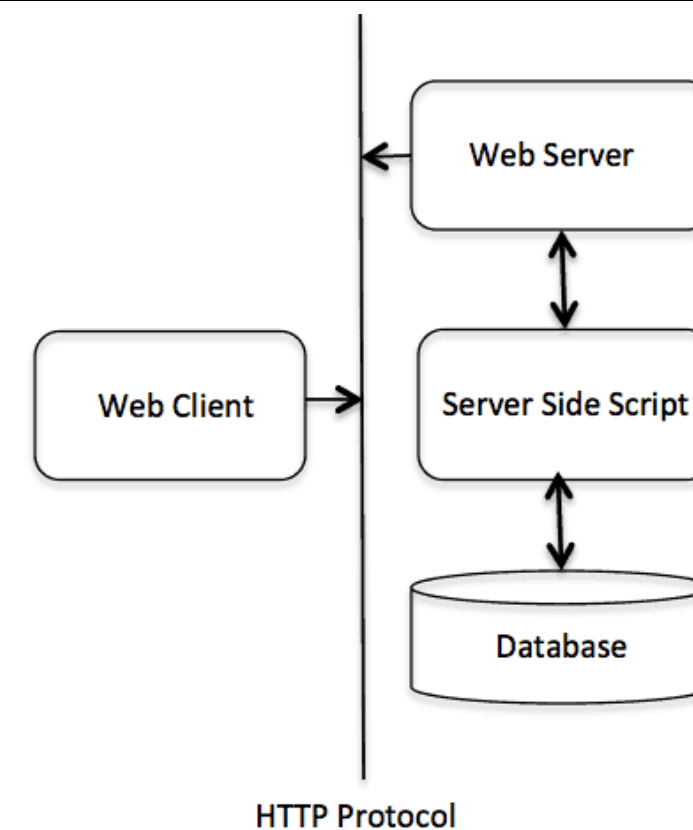 Web Server
Web Client
Server Side Script
Database
HTTP Protocol